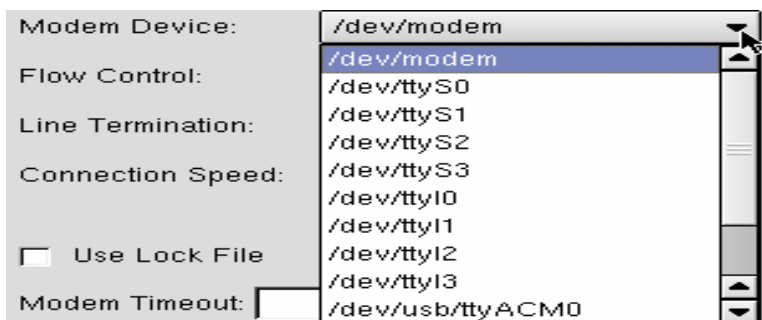 Modem Device:
/dev/modem
/dev/modem
Flow Control:
/dev/ttyS0
/dev/ttyS1
Line Termination:
/dev/ttyS2
/dev/ttyS3
Connection Speed:
/dev/ttyI0
/dev/ttyI1
Use Lock File
/dev/ttyI2
/dev/ttyI3
Modem Timeout:
/dev/usb/ttyACM0